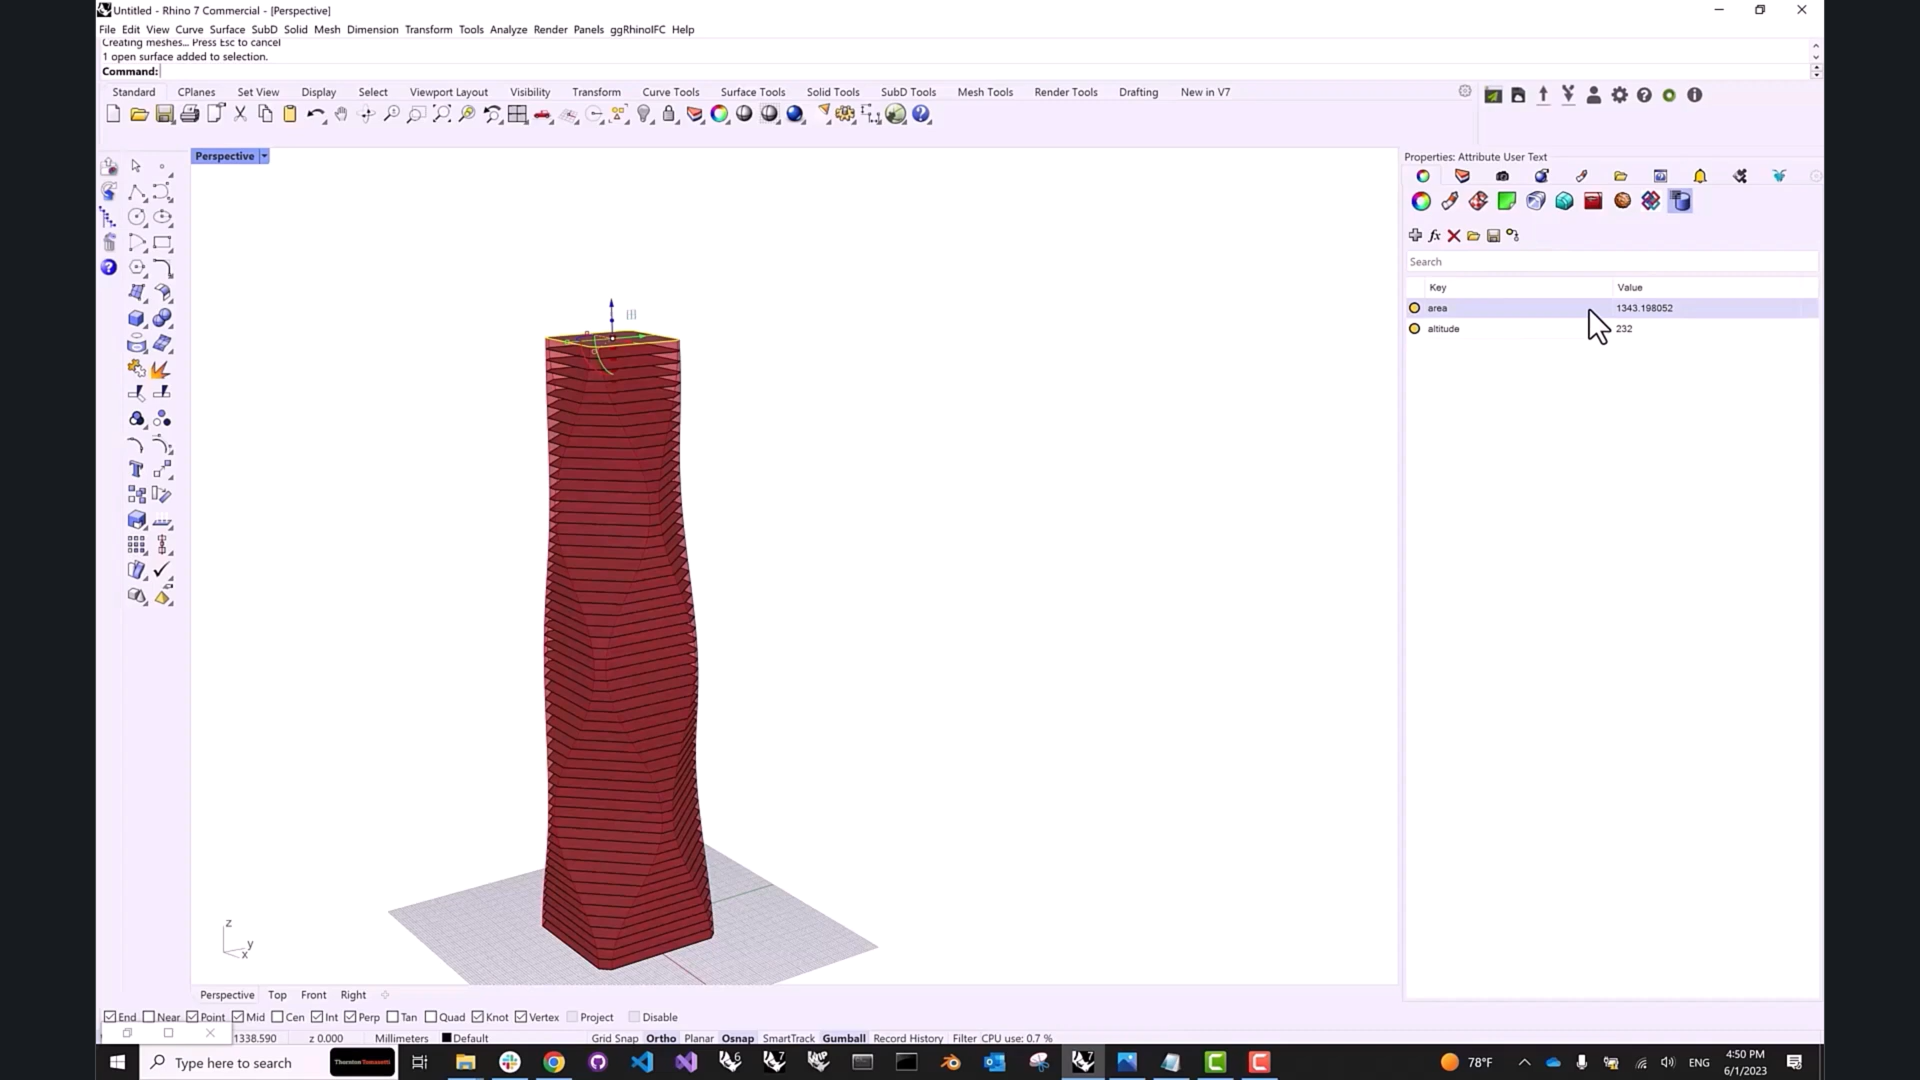 Untitled - Rhino 7 Commercial - [Perspective]
File Edit View Curve Surface SubD Solid Mesh Dimension Transform Tools Analyze Render Panels ggRhinoIFC Help
Creating meshes... Press Esc to cancel
1 open surface added to selection.
Command:
Standard CPlanes Set View Display Select Viewport Layout Visibility Transform Curve Tools Surface Tools Solid Tools SubD Tools Mesh Tools Render Tools Drafting New in V7
Perspective
Properties: Attribute User Text
fx
Search
Key Value
area 1343.198052
altitude 232
z
y
x
Perspective Top Front Right
End Near Point Mid Cen Int Perp Tan Quad Knot Vertex Project Disable
1338.590 z 0.000 Millimeters Default Grid Snap Ortho Planar Osnap SmartTrack Gumball Record History Filter CPU use: 0.7 %
Type here to search Thornton Tomasetti 6 7 7 78°F ENG 4:50 PM
6/1/2023